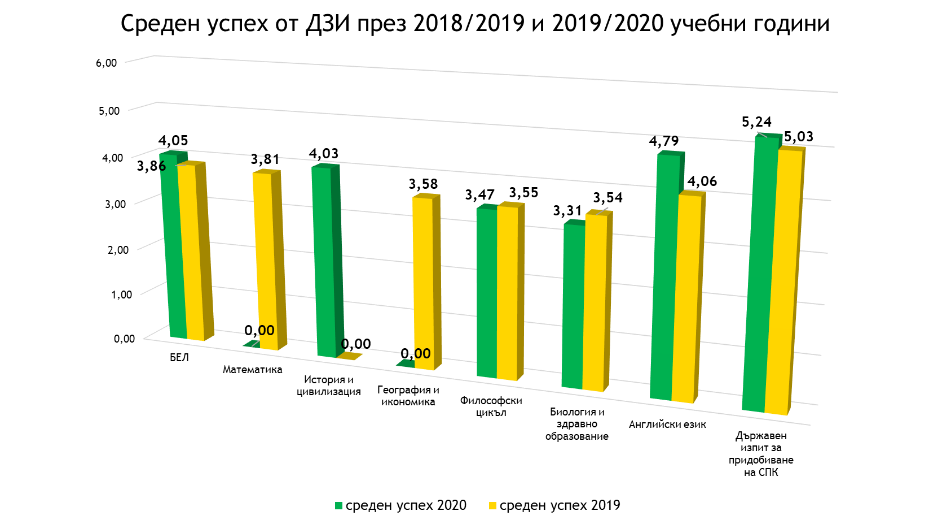 Среден успех от ДЗИ през 2018/2019 и 2019/2020 учебни години
6,00
5,00
4,00
3,00
2,00
1,00
0,00
4,05
3,86
0,00
3,81
4,03
0,00
0,00
3,58
3,47
3,55
3,31
3,54
4,79
4,06
5,24
5,03
БЕЛ
Математика
История и
цивилизация
География и
икономика
Философски
цикъл
Биология и
здравно
образование
Английски език
Държавен
изпит за
придобиване
на СПК
среден успех 2020
среден успех 2019